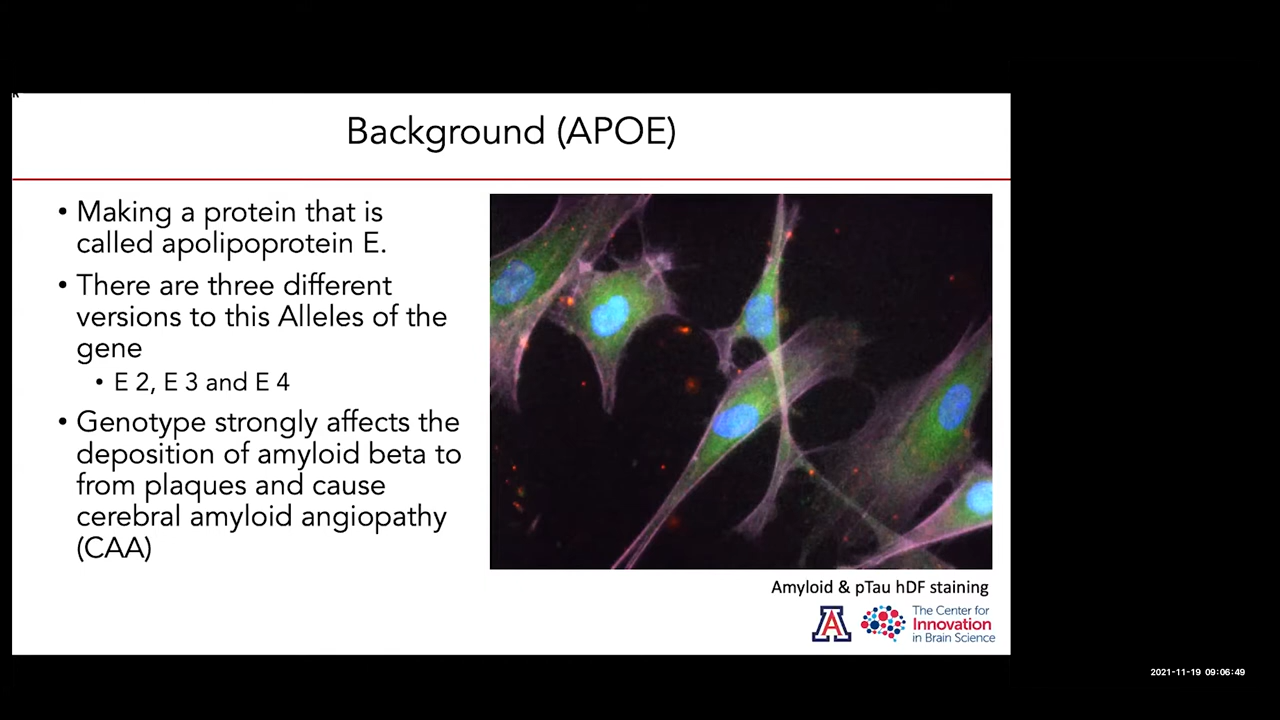 Background (APOE)
• Making a protein that is
called apolipoprotein E.
• There are three different
versions to this Alleles of the
gene
• E 2, E 3 and E 4
• Genotype strongly affects the
deposition of amyloid beta to
from plaques and cause
cerebral amyloid angiopathy
(CAA)
Amyloid & pTau hDF staining
A
The Center for
Innovation
in Brain Science
2021-11-19 09:06:49